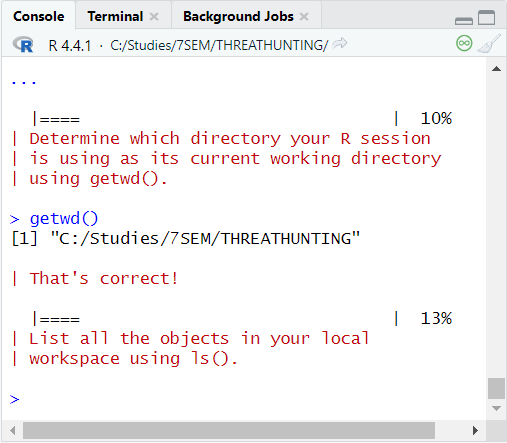 Console Terminal × Background Jobs ×
R R 4.4.1 · C:/Studies/7SEM/THREATHUNTING/
...
|==== | 10%
| Determine which directory your R session
| is using as its current working directory
| using getwd().
> getwd()
[1] "C:/Studies/7SEM/THREATHUNTING"
| That's correct!
|==== | 13%
| List all the objects in your local
| workspace using ls().
>